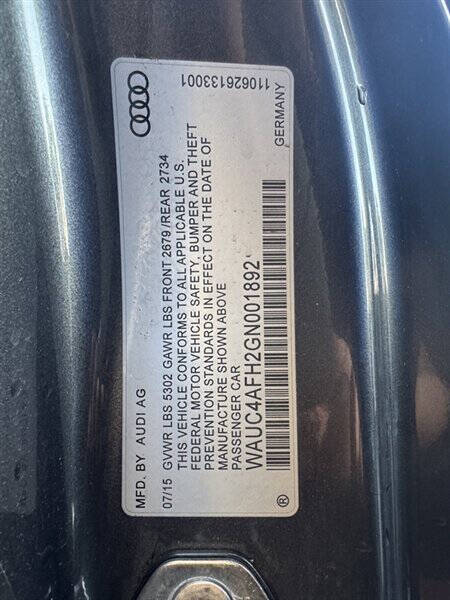 MFD. BY AUDI AG 110626133001
07/15 GVWR LBS 5302 GAWR LBS FRONT 2679 /REAR 2734
THIS VEHICLE CONFORMS TO ALL APPLICABLE U.S.
FEDERAL MOTOR VEHICLE SAFETY, BUMPER AND THEFT
PREVENTION STANDARDS IN EFFECT ON THE DATE OF
MANUFACTURE SHOWN ABOVE
PASSENGER CAR
WAUC4AFH2GN001892
® GERMANY